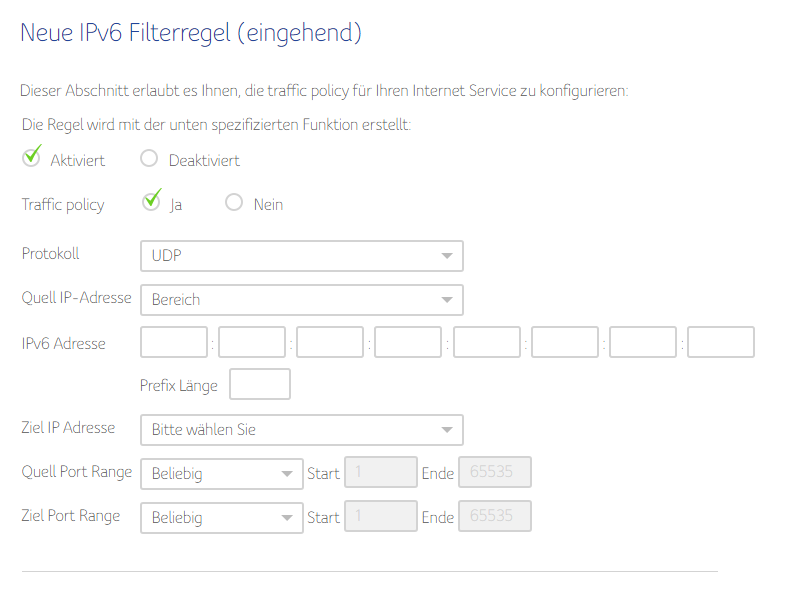 Neue IPv6 Filterregel (eingehend)
Dieser Abschnitt erlaubt es Ihnen, die traffic policy für Ihren Internet Service zu konfigurieren:
Die Regel wird mit der unten spezifizierten Funktion erstellt:
Aktiviert Deaktiviert
Traffic policy Ja Nein
Protokoll UDP
Quell IP-Adresse Bereich
IPv6 Adresse : : : : : : :
Prefix Länge
Ziel IP Adresse Bitte wählen Sie
Quell Port Range Beliebig Start 1 Ende 65535
Ziel Port Range Beliebig Start 1 Ende 65535